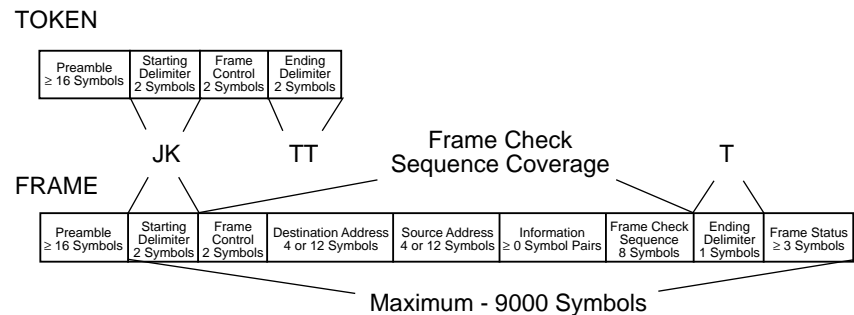 TOKEN
Preamble
≥ 16 Symbols
Starting
Delimiter
2 Symbols
Frame
Control
2 Symbols
Ending
Delimiter
2 Symbols
JK
TT
Frame Check
Sequence Coverage
T
FRAME
Preamble
≥ 16 Symbols
Starting
Delimiter
2 Symbols
Frame
Control
2 Symbols
Destination Address
4 or 12 Symbols
Source Address
4 or 12 Symbols
Information
≥ 0 Symbol Pairs
Frame Check
Sequence
8 Symbols
Ending
Delimiter
1 Symbols
Frame Status
≥ 3 Symbols
Maximum - 9000 Symbols